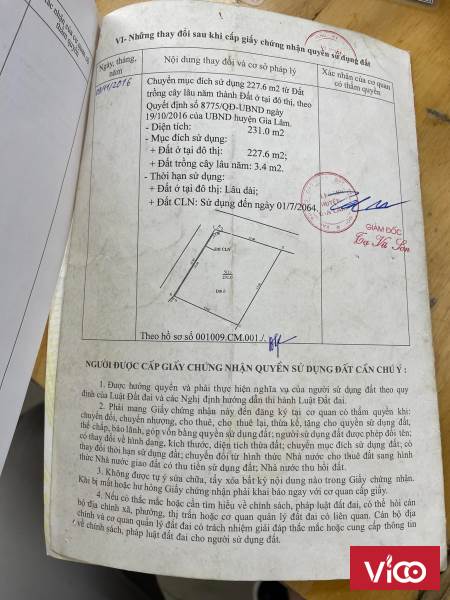 VI- Những thay đổi sau khi cấp giấy chứng nhận quyền sử dụng đất
Ngày, tháng, năm
Nội dung thay đổi và cơ sở pháp lý
Xác nhận của cơ quan có thẩm quyền
Chuyển mục đích sử dụng 227.6 m2 từ Đất
trồng cây lâu năm thành Đất ở tại đô thị, theo
Quyết định số 8775/QĐ-UBND ngày
19/10/2016 của UBND huyện Gia Lâm.
- Diện tích: 231.0 m2
- Mục đích sử dụng:
+ Đất ở tại đô thị: 227.6 m2;
+ Đất trồng cây lâu năm: 3.4 m2.
- Thời hạn sử dụng:
+ Đất ở tại đô thị: Lâu dài;
+ Đất CLN: Sử dụng đến ngày 01/7/2064.
GIÁM ĐỐC
Tạ Vũ Sơn
Đất CLN
Đất ở
Theo hồ sơ số 001009.CM.001./.
NGƯỜI ĐƯỢC CẤP GIẤY CHỨNG NHẬN QUYỀN SỬ DỤNG ĐẤT CẦN CHÚ Ý :
1. Được hưởng quyền và phải thực hiện nghĩa vụ của người sử dụng đất theo quy
định của Luật Đất đai và các Nghị định hướng dẫn thi hành Luật Đất đai.
2. Phải mang Giấy chứng nhận này đến đăng ký tại cơ quan có thẩm quyền khi:
chuyển đổi, chuyển nhượng, cho thuê, cho thuê lại, thừa kế, tặng cho quyền sử dụng đất,
thế chấp, bảo lãnh, góp vốn bằng quyền sử dụng đất; người sử dụng đất được phép đổi tên;
có thay đổi về hình dạng, kích thước, diện tích thửa đất; chuyển mục đích sử dụng đất; có
thay đổi thời hạn sử dụng đất; chuyển đổi từ hình thức Nhà nước cho thuê đất sang hình
thức Nhà nước giao đất có thu tiền sử dụng đất; Nhà nước thu hồi đất.
3. Không được tự sửa chữa, tẩy xóa bất kỳ nội dung nào trong Giấy chứng nhận.
Khi bị mất hoặc hư hỏng Giấy chứng nhận phải khai báo ngay với cơ quan cấp giấy.
4. Nếu có thắc mắc hoặc cần tìm hiểu về chính sách, pháp luật đất đai, có thể hỏi cán
bộ địa chính xã, phường, thị trấn hoặc cơ quan quản lý đất đai có liên quan. Cán bộ địa
chính và cơ quan quản lý đất đai có trách nhiệm giải đáp thắc mắc hoặc cung cấp thông tin
về chính sách, pháp luật đất đai cho người sử dụng đất.
Vico